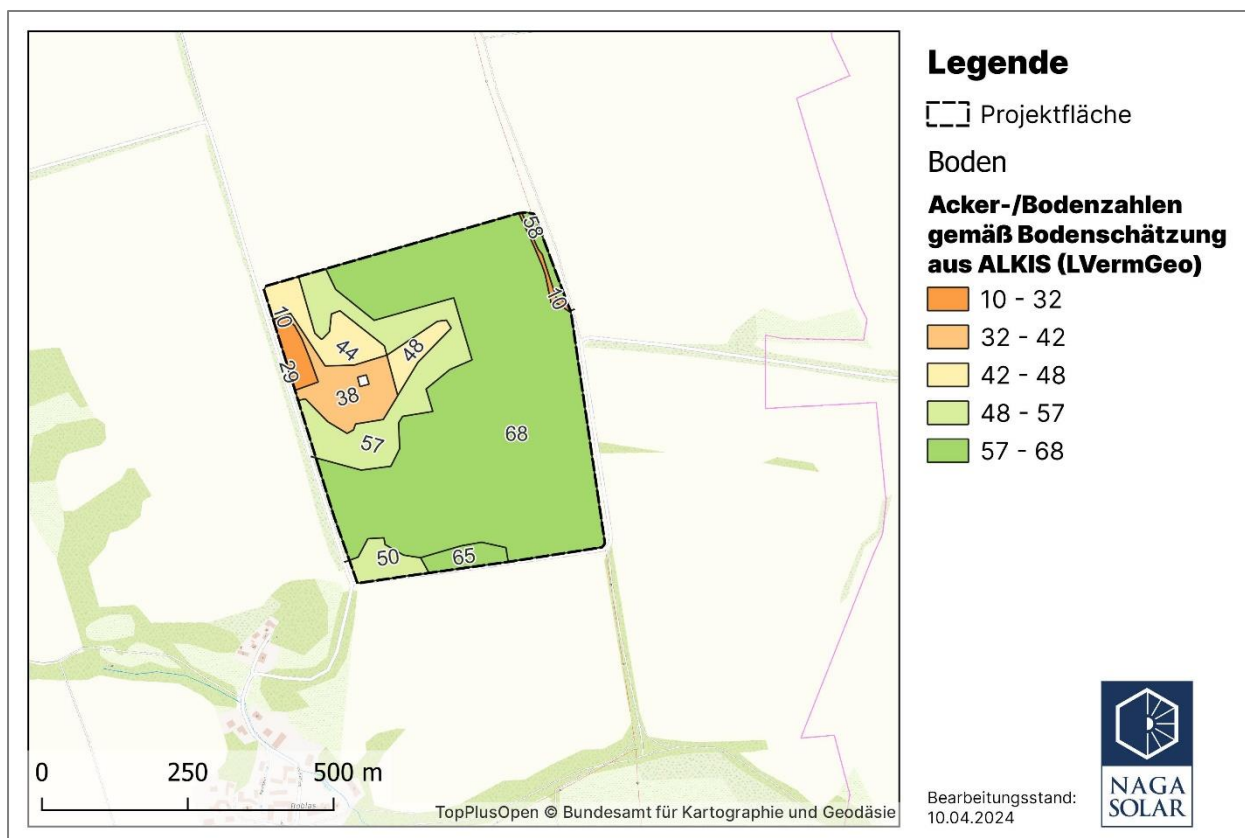 Legende
Projektfläche
Boden
Acker-/Bodenzahlen
gemäß Bodenschätzung
aus ALKIS (LVermGeo)
10 - 32
32 - 42
42 - 48
48 - 57
57 - 68
58
10
10
44
48
29
38
57
68
50
65
0 250 500 m
TopPlusOpen © Bundesamt für Kartographie und Geodäsie
Bearbeitungsstand:
10.04.2024
NAGA
SOLAR